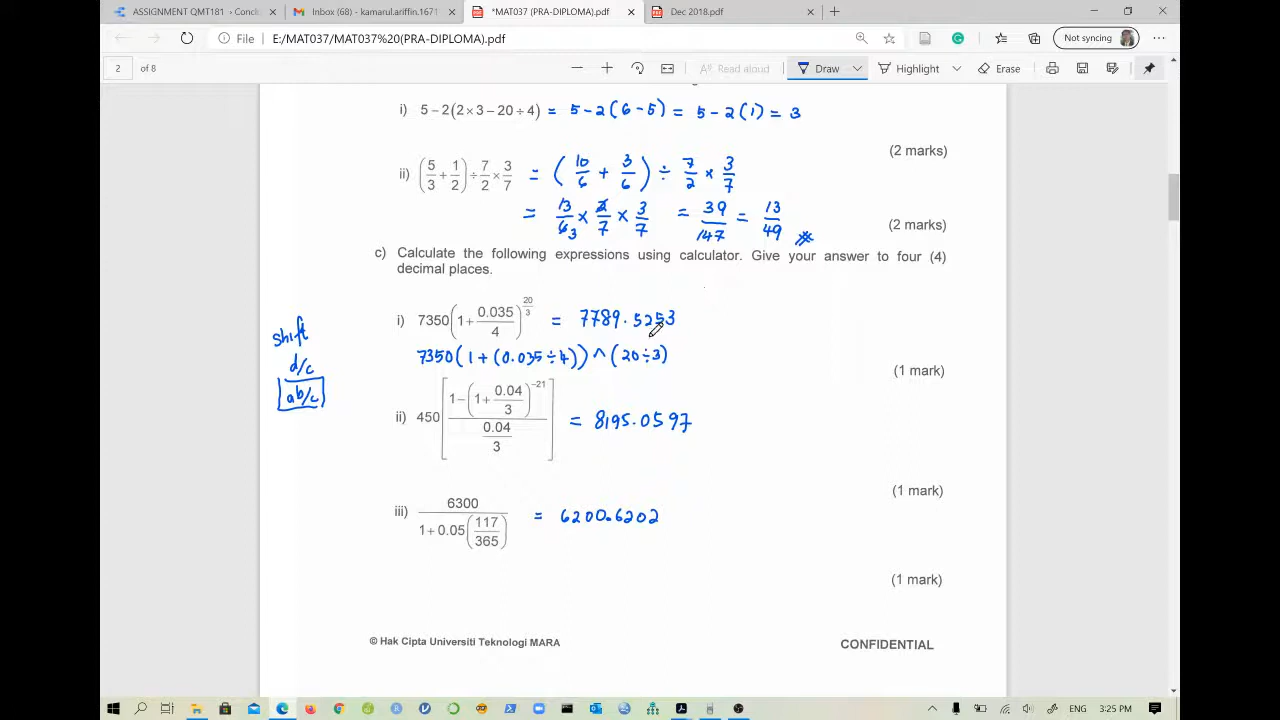 ASSIGNMENT QMT181 - Conclu
Inbox (68) - kamarul.ariffin.1671
*MAT037 (PRA-DIPLOMA).pdf
Dec 2018.pdf
File E:/MAT037/MAT037%20(PRA-DIPLOMA).pdf
Not syncing
2 of 8
Read aloud
Draw
Highlight
Erase
i) 5−2(2×3−20÷4) = 5−2(6−5) = 5−2(1) = 3
(2 marks)
ii) (5/3 + 1/2) ÷ 7/2 × 3/7 = (10/6 + 3/6) ÷ 7/2 × 3/7
= 13/6 3 × 2/7 × 3/7 = 39/147 = 13/49
(2 marks)
c) Calculate the following expressions using calculator. Give your answer to four (4)
decimal places.
i) 7350(1 + 0.035/4)^20/3 = 7789.5253
shift
7350(1 + (0.035÷4)) ^ (20÷3)
d/c
(1 mark)
ab/c
ii) 450[(1−(1+0.04/3)^−21)/(0.04/3)] = 8195.0597
(1 mark)
iii) 6300/(1+0.05(117/365)) = 6200.6202
(1 mark)
© Hak Cipta Universiti Teknologi MARA
CONFIDENTIAL
3:25 PM